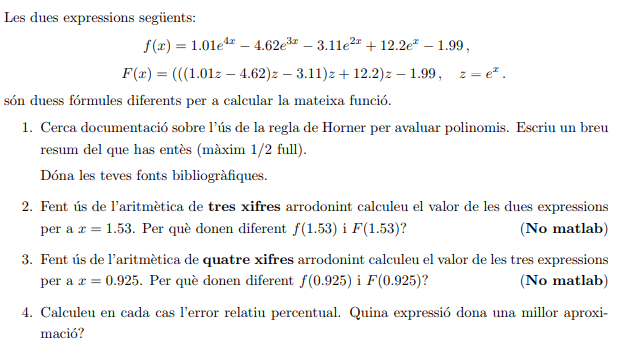 Les dues expressions següents:
f(x) = 1.01e^{4x} − 4.62e^{3x} − 3.11e^{2x} + 12.2e^{x} − 1.99 ,
F(x) = (((1.01z − 4.62)z − 3.11)z + 12.2)z − 1.99 ,   z = e^{x} .
són duess fórmules diferents per a calcular la mateixa funció.
1. Cerca documentació sobre l'ús de la regla de Horner per avaluar polinomis. Escriu un breu
resum del que has entès (màxim 1/2 full).
Dóna les teves fonts bibliogràfiques.
2. Fent ús de l'aritmètica de tres xifres arrodonint calculeu el valor de les dues expressions
per a x = 1.53. Per què donen diferent f(1.53) i F(1.53)? (No matlab)
3. Fent ús de l'aritmètica de quatre xifres arrodonint calculeu el valor de les tres expressions
per a x = 0.925. Per què donen diferent f(0.925) i F(0.925)? (No matlab)
4. Calculeu en cada cas l'error relatiu percentual. Quina expressió dona una millor aproxi-
mació?